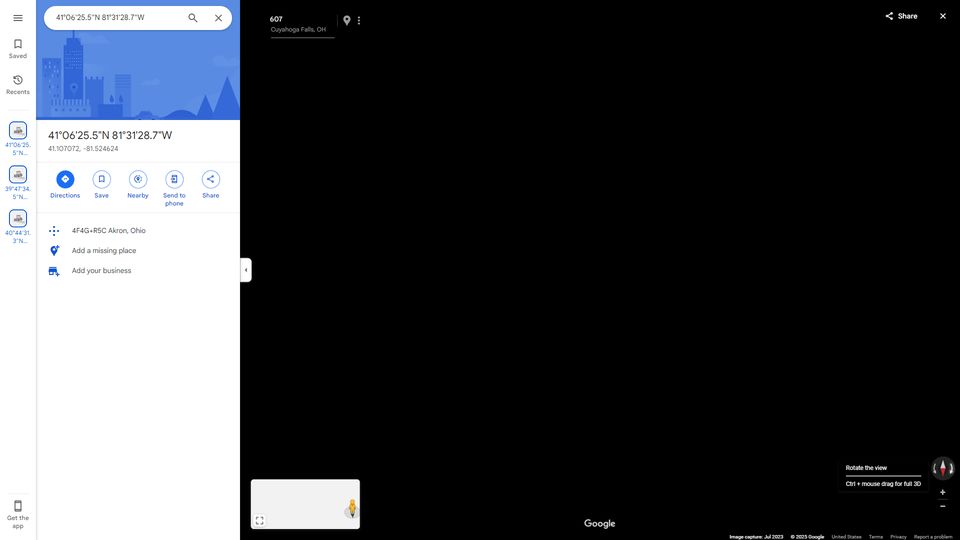 41°06'25.5"N 81°31'28.7"W
Saved
Recents
41°06'25.
5"N...
39°47'34.
5"N...
40°44'31.
3"N...
Get the
app
41°06'25.5"N 81°31'28.7"W
41.107072, -81.524624
Directions
Save
Nearby
Send to
phone
Share
4F4G+R5C Akron, Ohio
Add a missing place
Add your business
607
Cuyahoga Falls, OH
Share
Rotate the view
Ctrl + mouse drag for full 3D
Google
Image capture: Jul 2023 © 2025 Google United States Terms Privacy Report a problem